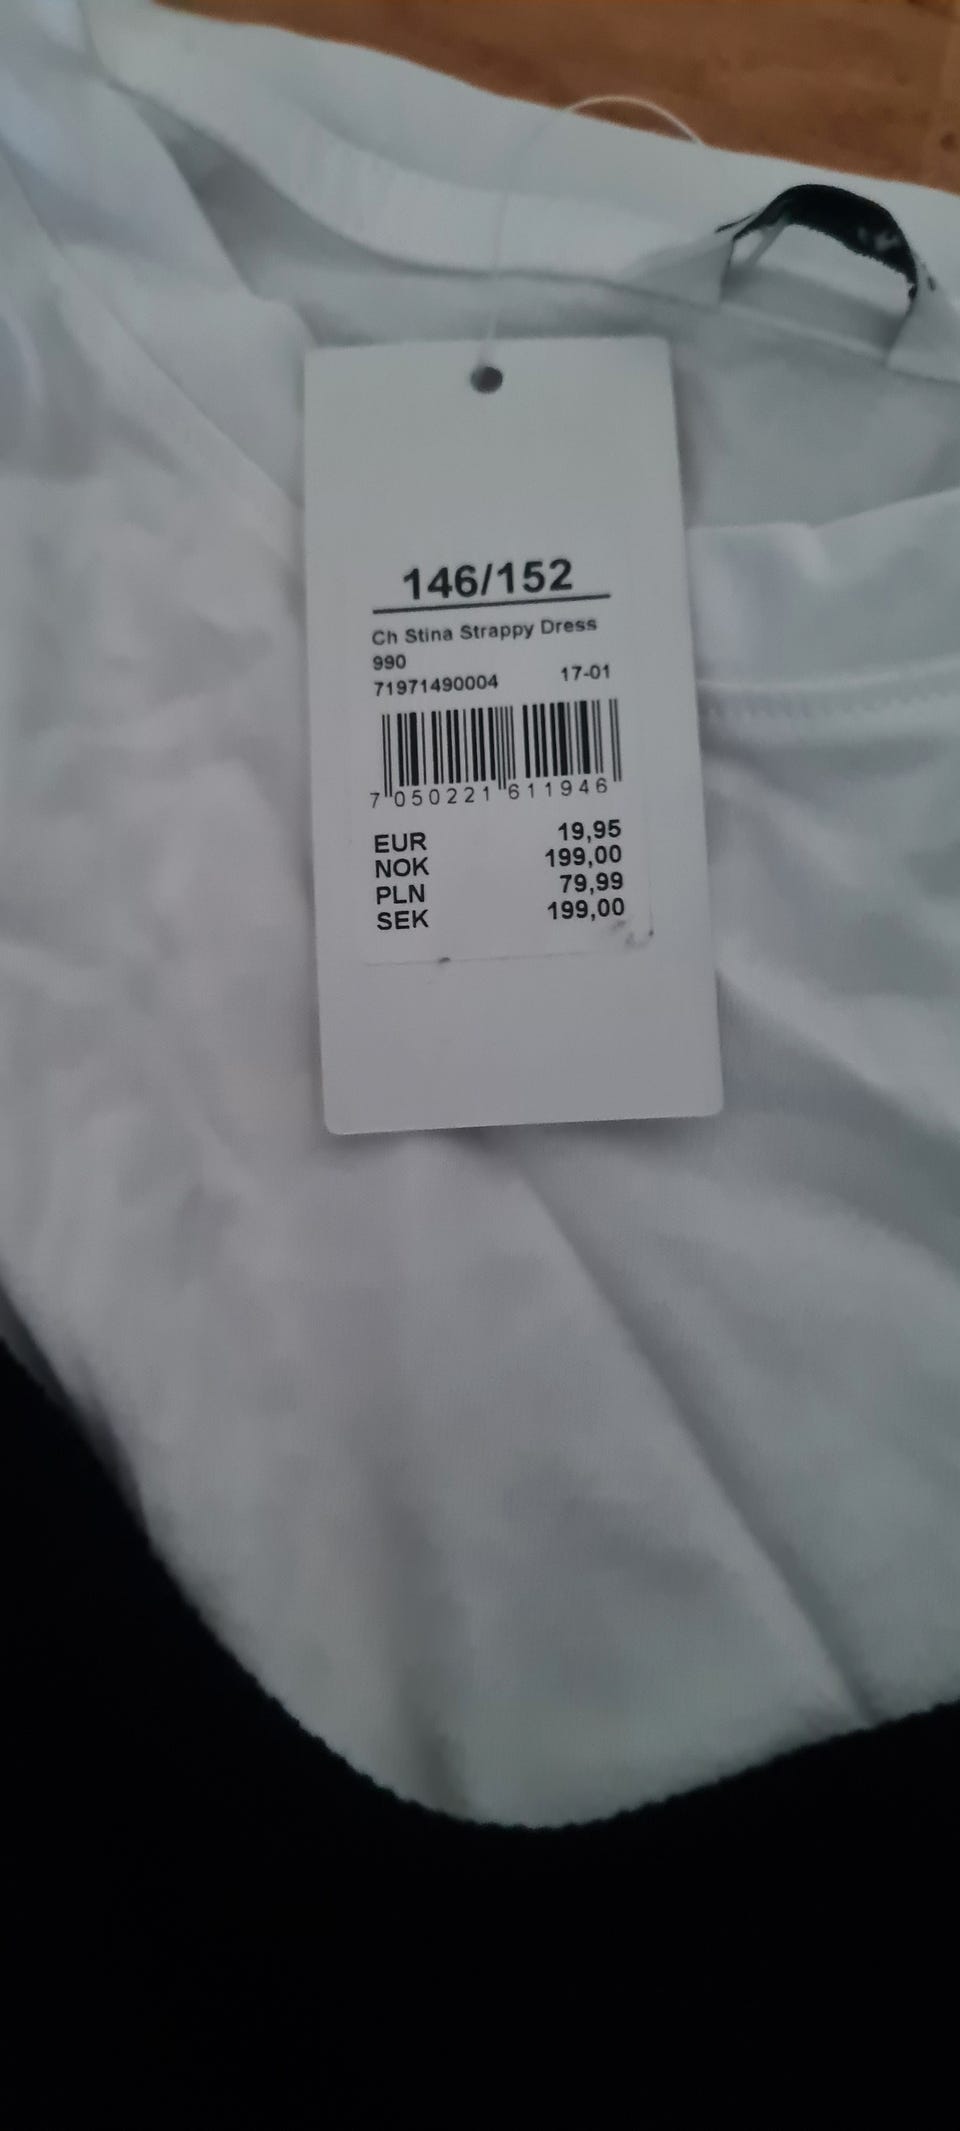 146/152
Ch Stina Strappy Dress
990
71971490004 17-01
7 050221 611946
EUR 19,95
NOK 199,00
PLN 79,99
SEK 199,00